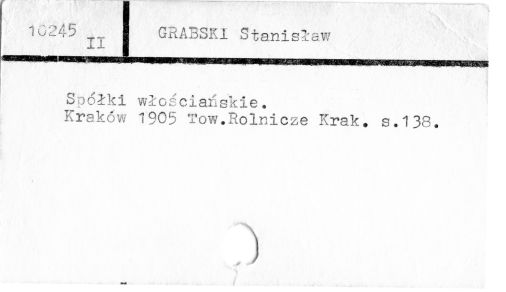 10245 II
GRABSKI Stanisław
Spółki włościańskie.
Kraków 1905 Tow.Rolnicze Krak. s.138.